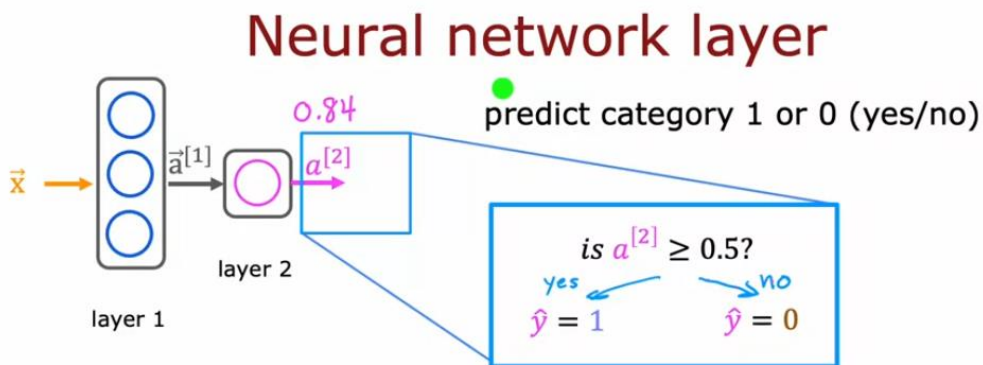 Neural network layer
0.84
predict category 1 or 0 (yes/no)
x⃗
a⃗^[1]
a^[2]
layer 1
layer 2
is a^[2] ≥ 0.5?
yes
no
ŷ = 1
ŷ = 0